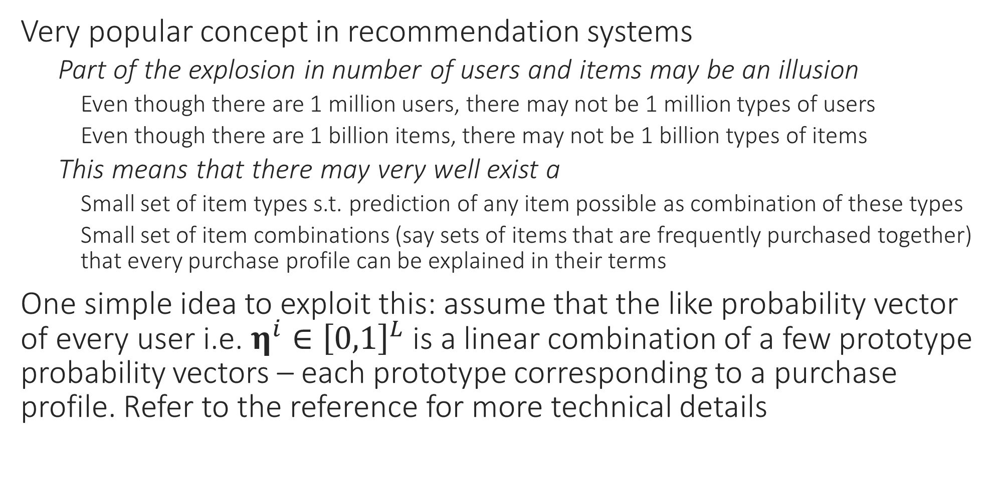 Very popular concept in recommendation systems
Part of the explosion in number of users and items may be an illusion
Even though there are 1 million users, there may not be 1 million types of users
Even though there are 1 billion items, there may not be 1 billion types of items
This means that there may very well exist a
Small set of item types s.t. prediction of any item possible as combination of these types
Small set of item combinations (say sets of items that are frequently purchased together)
that every purchase profile can be explained in their terms
One simple idea to exploit this: assume that the like probability vector
of every user i.e. 𝛈ⁱ ∈ [0,1]ᴸ is a linear combination of a few prototype
probability vectors – each prototype corresponding to a purchase
profile. Refer to the reference for more technical details